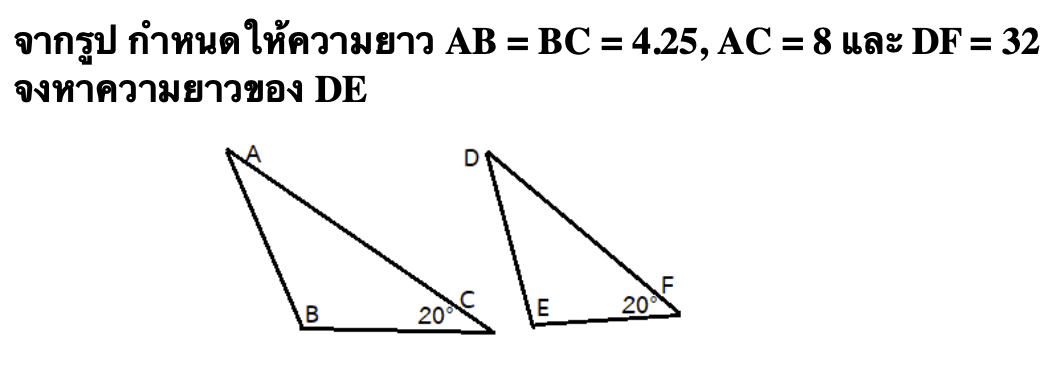 จากรูป กำหนดให้ความยาว AB = BC = 4.25, AC = 8 และ DF = 32
จงหาความยาวของ DE
A
D
B
20°
C
E
20°
F